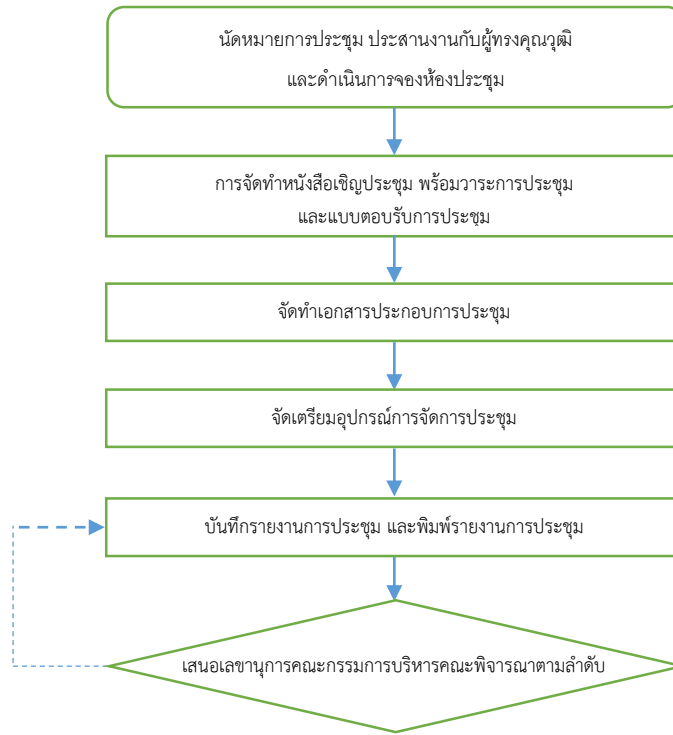 นัดหมายการประชุม ประสานงานกับผู้ทรงคุณวุฒิ
และดำเนินการจองห้องประชุม
การจัดทำหนังสือเชิญประชุม พร้อมวาระการประชุม
และแบบตอบรับการประชุม
จัดทำเอกสารประกอบการประชุม
จัดเตรียมอุปกรณ์การจัดการประชุม
บันทึกรายงานการประชุม และพิมพ์รายงานการประชุม
เสนอเลขานุการคณะกรรมการบริหารคณะพิจารณาตามลำดับ